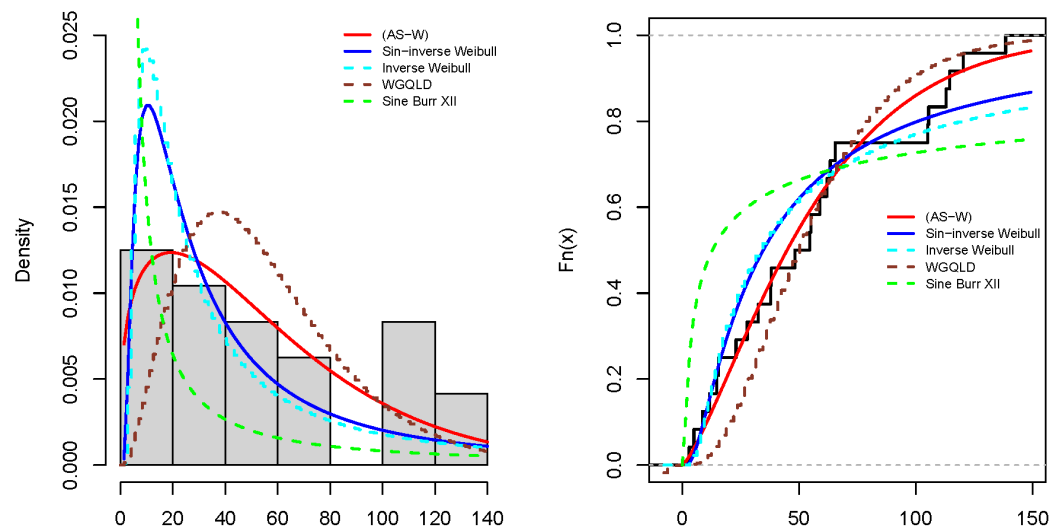 0.025
0.020
0.015
0.010
0.005
0.000
Density
(AS-W)
Sin-inverse Weibull
Inverse Weibull
WGQLD
Sine Burr XII
0 20 40 60 80 100 120 140
1.0
0.8
0.6
0.4
0.2
0.0
Fn(x)
(AS-W)
Sin-inverse Weibull
Inverse Weibull
WGQLD
Sine Burr XII
0 50 100 150